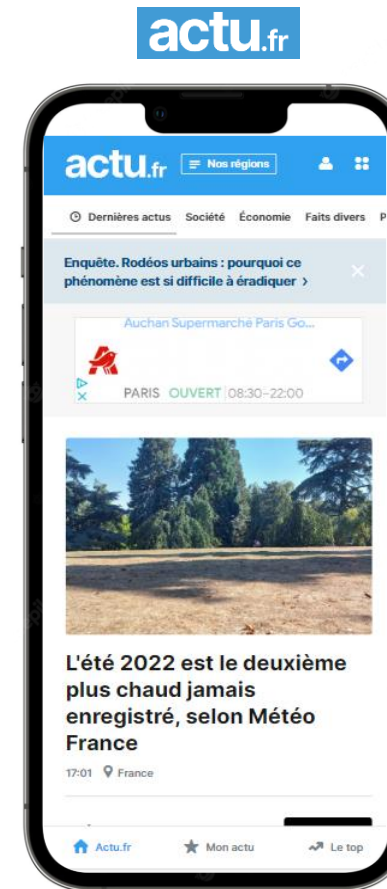 actu.fr
actu.fr Nos régions
Dernières actus Société Économie Faits divers P
Enquête. Rodéos urbains : pourquoi ce
phénomène est si difficile à éradiquer >
Auchan Supermarché Paris Go...
PARIS OUVERT 08:30–22:00
L'été 2022 est le deuxième
plus chaud jamais
enregistré, selon Météo
France
17:01 France
Actu.fr Mon actu Le top